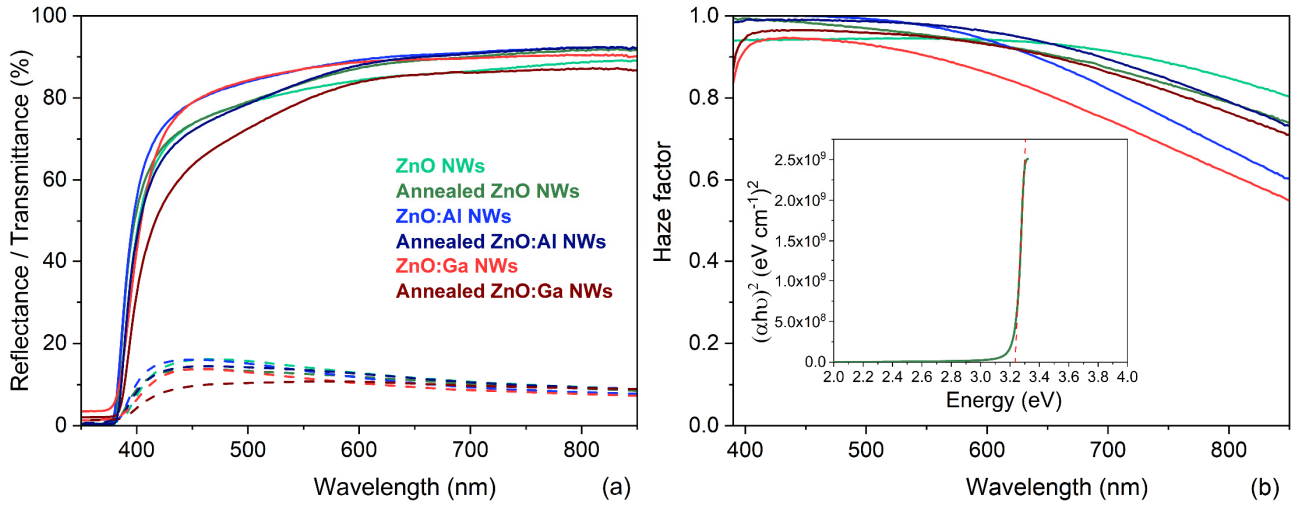 Reflectance / Transmittance (%)
100
80
60
40
20
0
400
500
600
700
800
Wavelength (nm)
(a)
ZnO NWs
Annealed ZnO NWs
ZnO:Al NWs
Annealed ZnO:Al NWs
ZnO:Ga NWs
Annealed ZnO:Ga NWs
Haze factor
1.0
0.8
0.6
0.4
0.2
0.0
400
500
600
700
800
Wavelength (nm)
(b)
(αhυ)² (eV cm⁻¹)²
2.5x10⁹
2.0x10⁹
1.5x10⁹
1.0x10⁹
5.0x10⁸
0.0
2.0 2.2 2.4 2.6 2.8 3.0 3.2 3.4 3.6 3.8 4.0
Energy (eV)